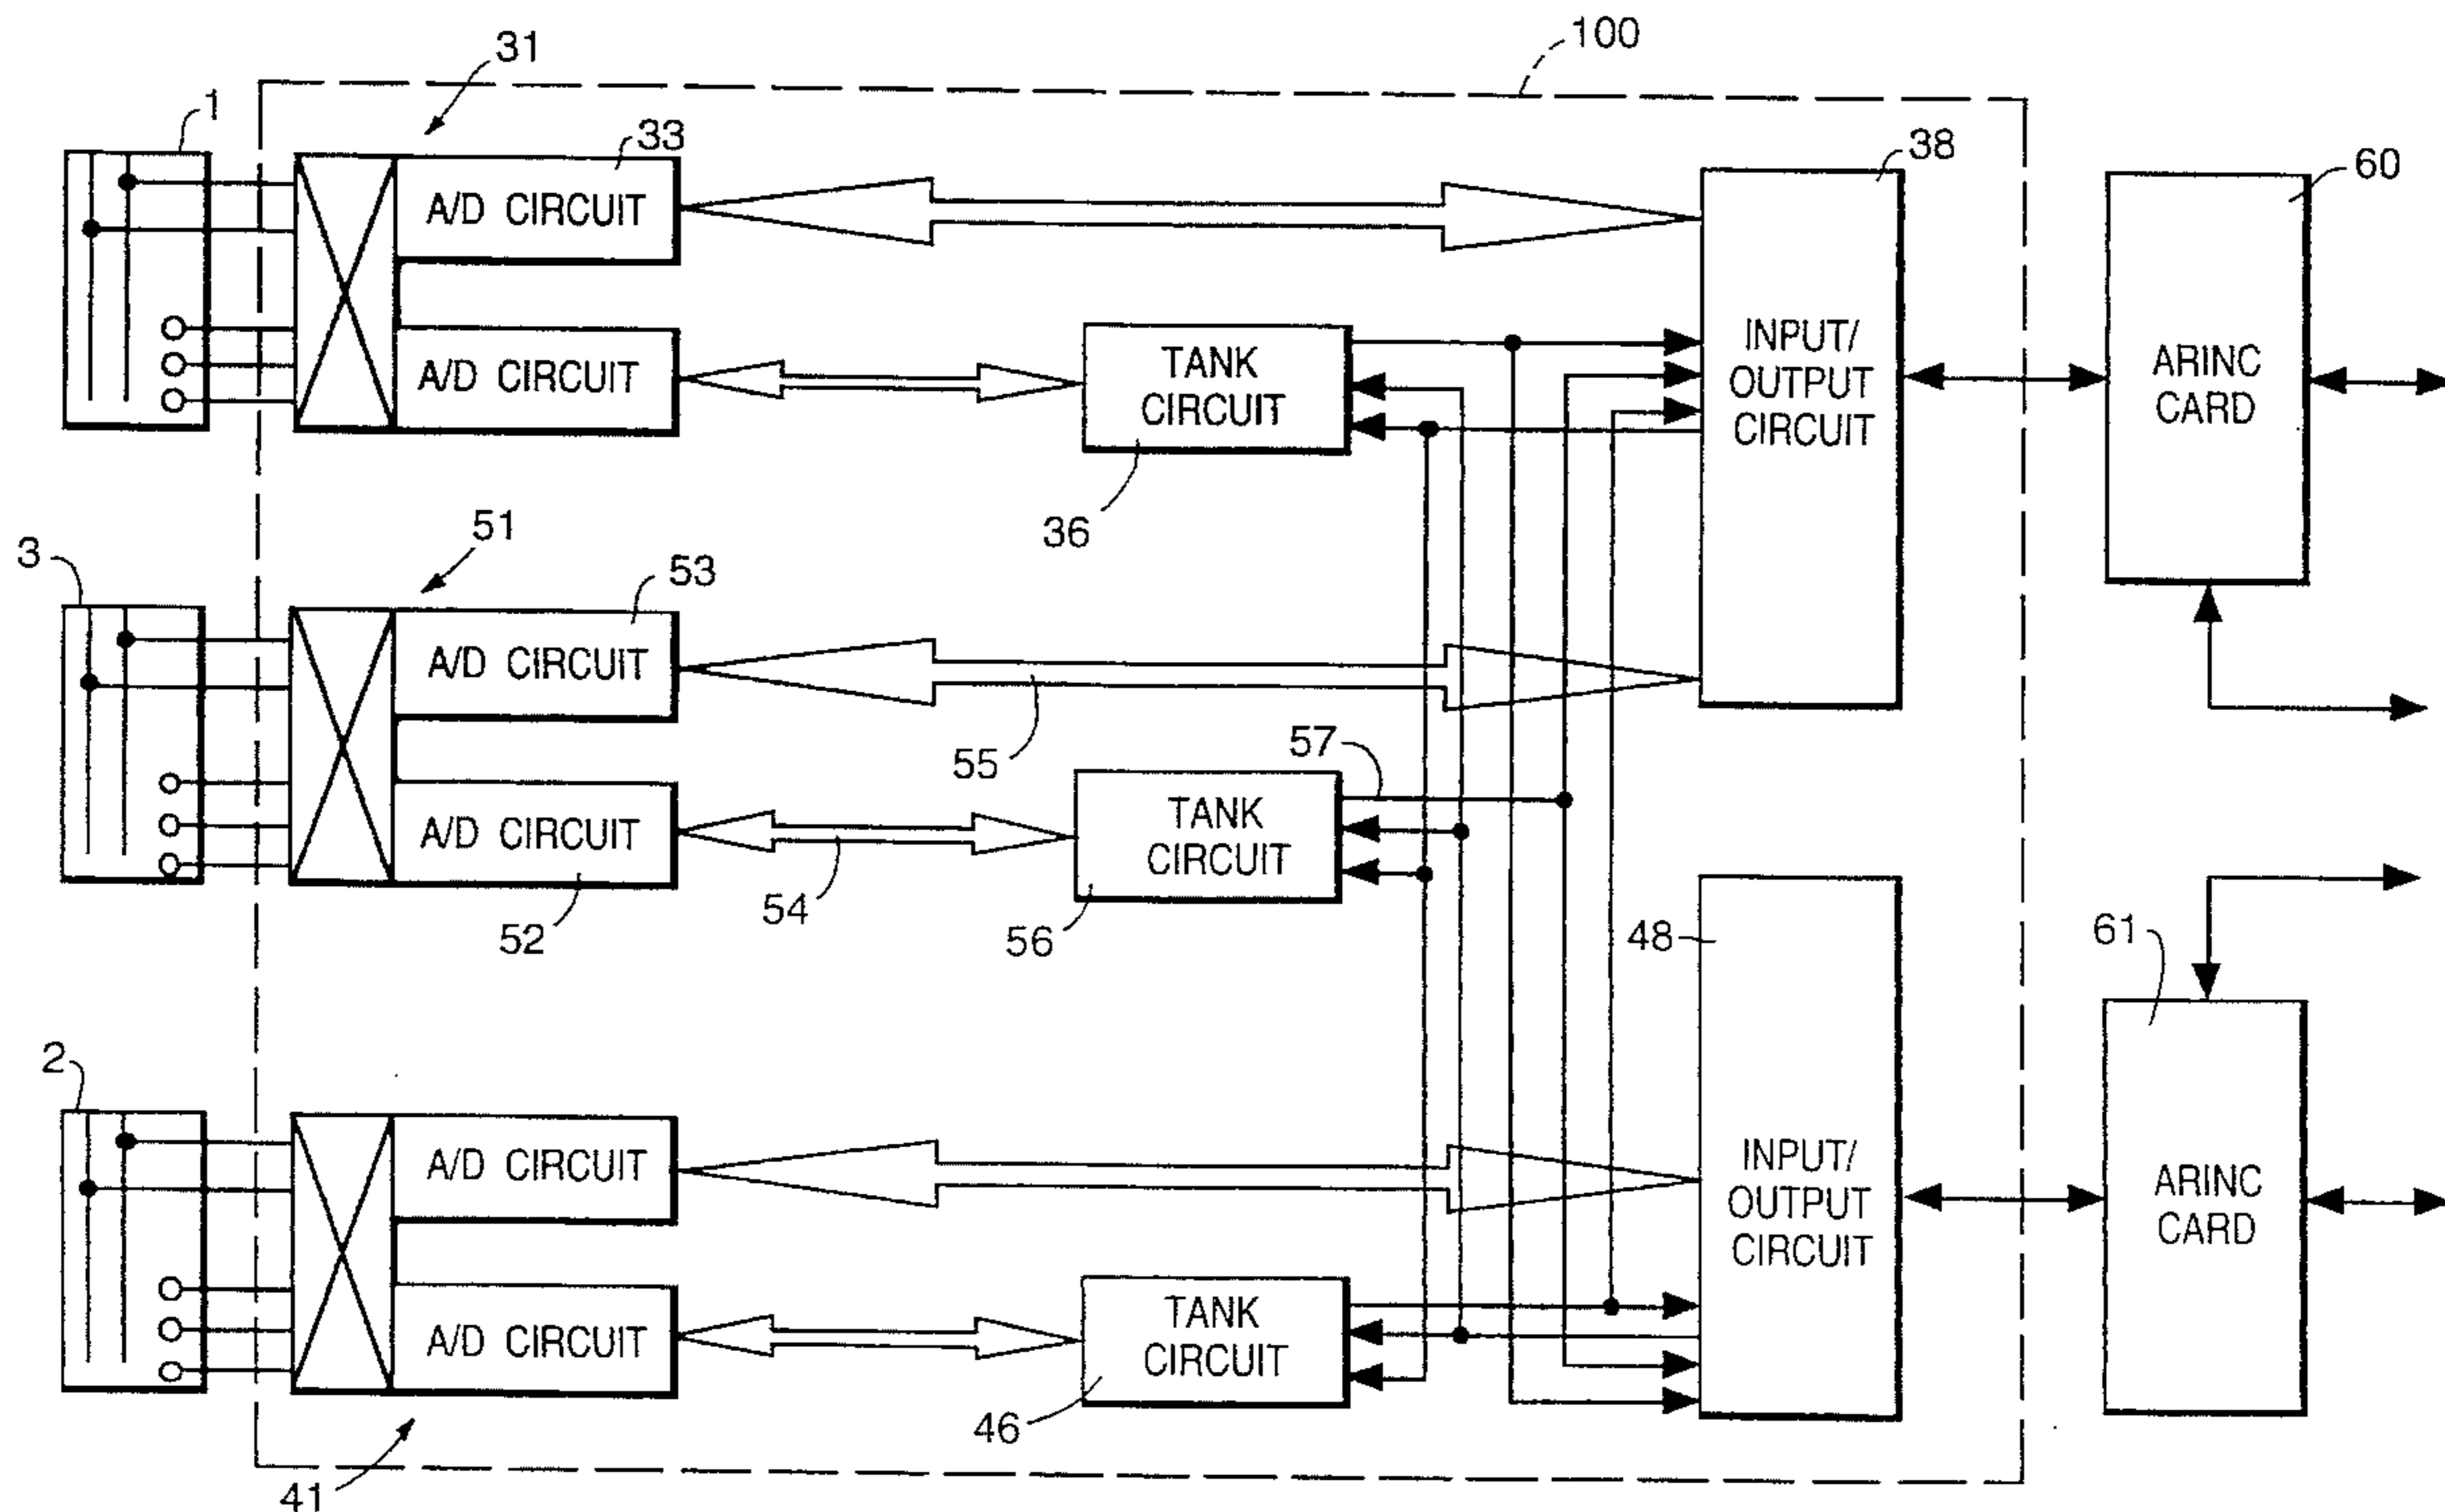 100
31
1
33
38
60
A/D CIRCUIT
A/D CIRCUIT
TANK
CIRCUIT
36
INPUT/
OUTPUT
CIRCUIT
ARINC
CARD
51
3
53
A/D CIRCUIT
55
57
A/D CIRCUIT
TANK
CIRCUIT
52
54
56
48
61
2
A/D CIRCUIT
INPUT/
OUTPUT
CIRCUIT
ARINC
CARD
A/D CIRCUIT
TANK
CIRCUIT
46
41